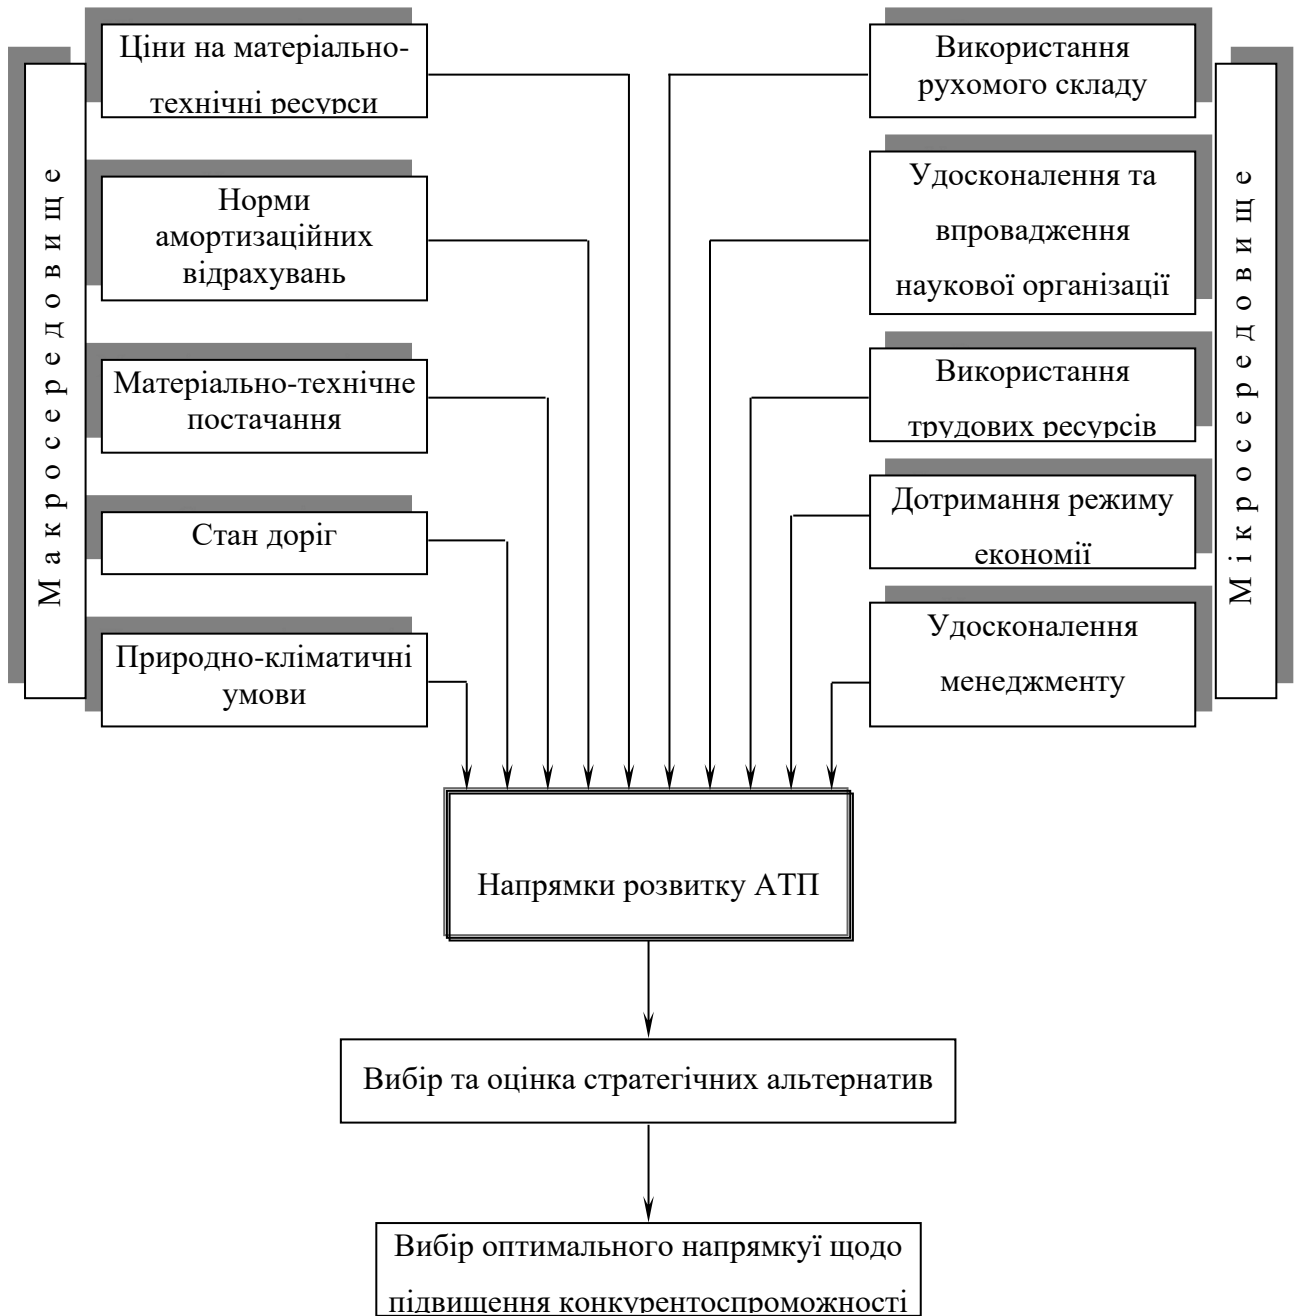 Макросередовище
Ціни на матеріально-
технічні ресурси
Норми
амортизаційних
відрахувань
Матеріально-технічне
постачання
Стан доріг
Природно-кліматичні
умови
Використання
рухомого складу
Удосконалення та
впровадження
наукової організації
Використання
трудових ресурсів
Дотримання режиму
економії
Удосконалення
менеджменту
Мікросередовище
Напрямки розвитку АТП
Вибір та оцінка стратегічних альтернатив
Вибір оптимального напрямкуї щодо
підвищення конкурентоспроможності